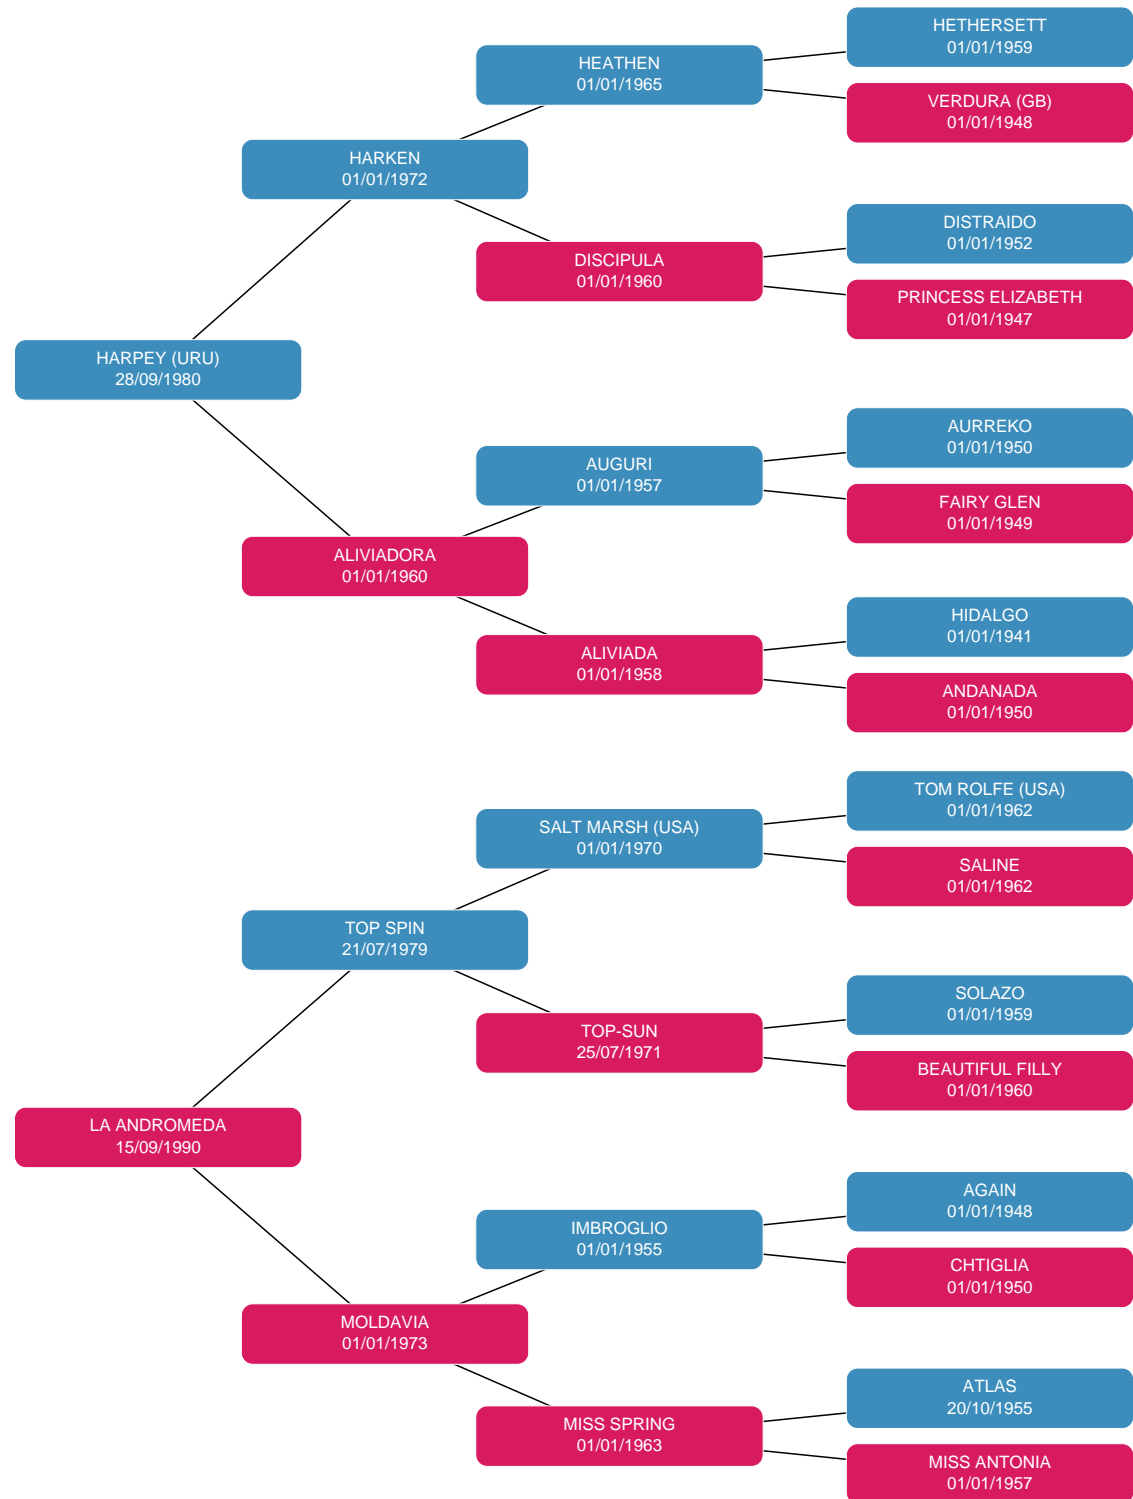 HETHERSETT
01/01/1959
HEATHEN
01/01/1965
VERDURA (GB)
01/01/1948
HARKEN
01/01/1972
DISTRAIDO
01/01/1952
DISCIPULA
01/01/1960
PRINCESS ELIZABETH
01/01/1947
HARPEY (URU)
28/09/1980
AURREKO
01/01/1950
AUGURI
01/01/1957
FAIRY GLEN
01/01/1949
ALIVIADORA
01/01/1960
HIDALGO
01/01/1941
ALIVIADA
01/01/1958
ANDANADA
01/01/1950
TOM ROLFE (USA)
01/01/1962
SALT MARSH (USA)
01/01/1970
SALINE
01/01/1962
TOP SPIN
21/07/1979
SOLAZO
01/01/1959
TOP-SUN
25/07/1971
BEAUTIFUL FILLY
01/01/1960
LA ANDROMEDA
15/09/1990
AGAIN
01/01/1948
IMBROGLIO
01/01/1955
CHTIGLIA
01/01/1950
MOLDAVIA
01/01/1973
ATLAS
20/10/1955
MISS SPRING
01/01/1963
MISS ANTONIA
01/01/1957